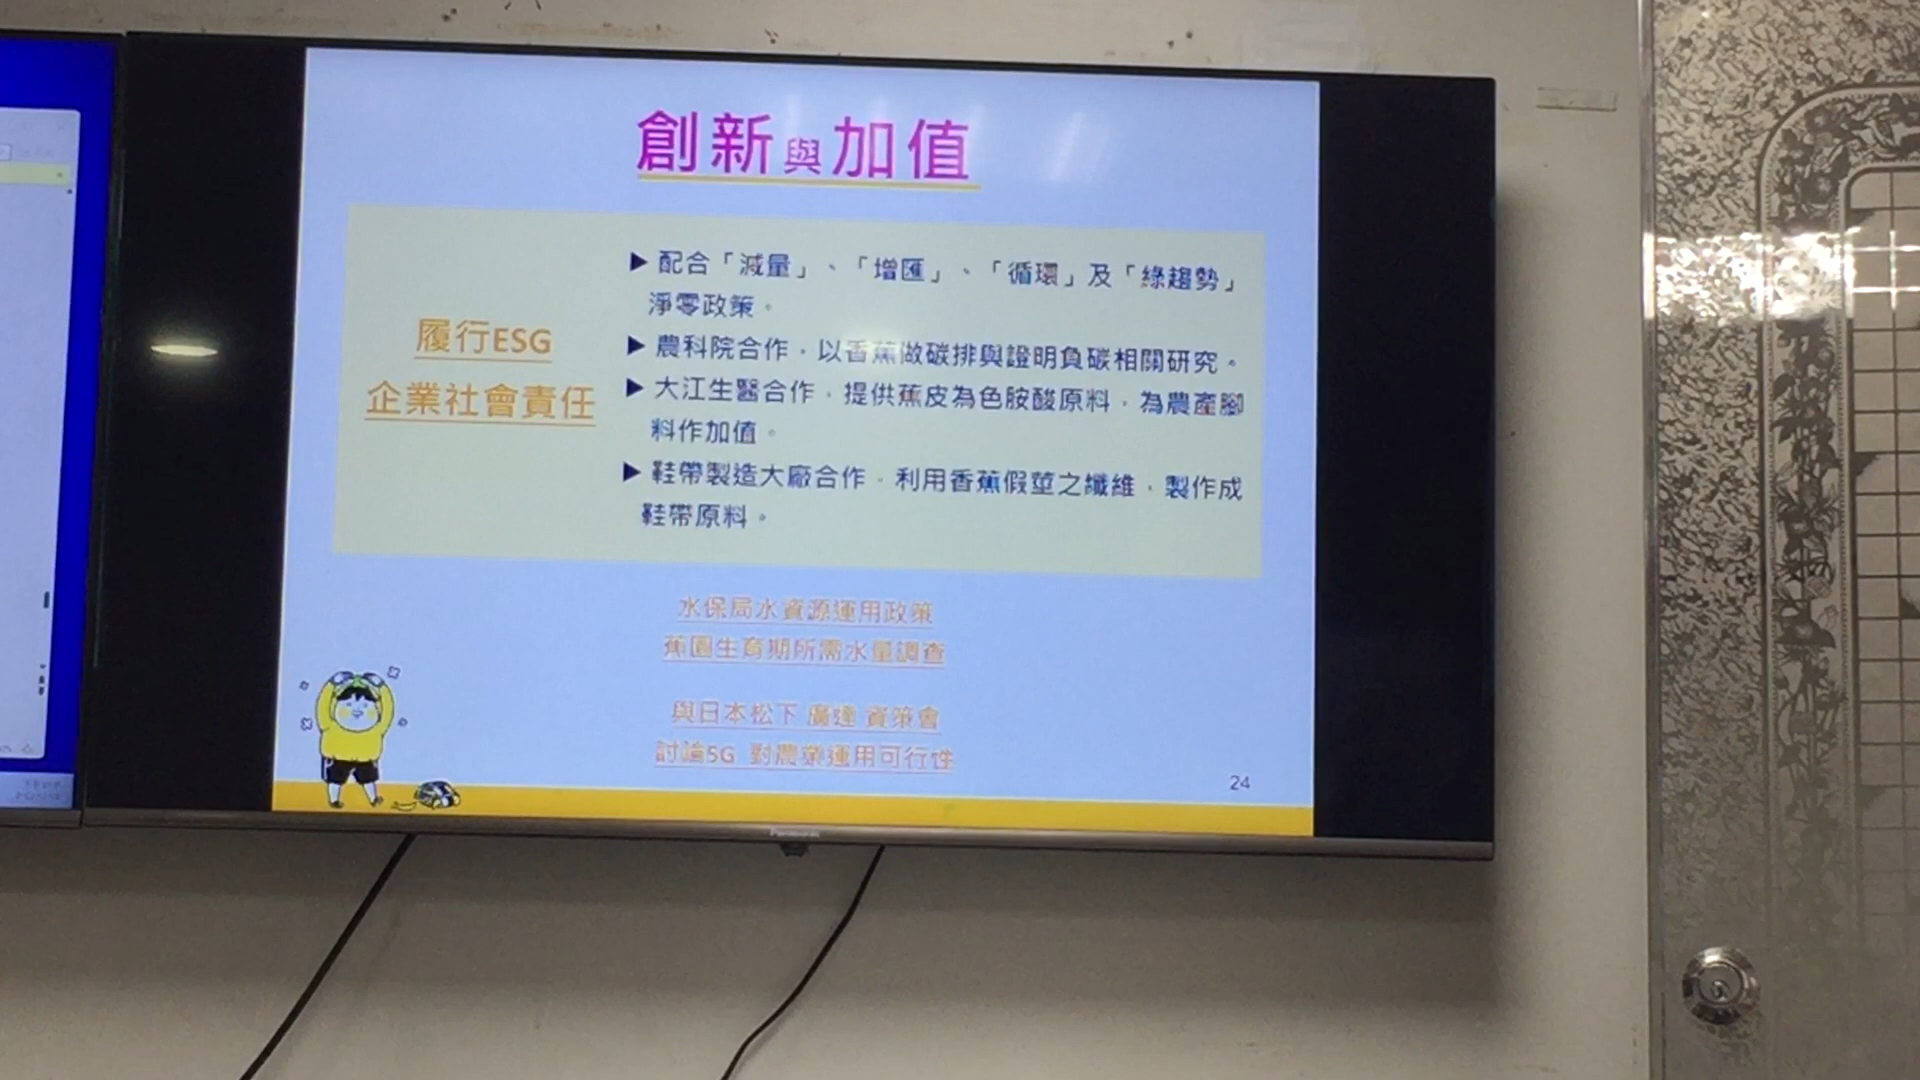 創新與加值
履行ESG
企業社會責任
▶配合「減量」、「增匯」、「循環」及「綠趨勢」
淨零政策。
▶農科院合作,以香蕉做碳排與證明負碳相關研究。
▶大江生醫合作,提供蕉皮為色胺酸原料,為農產腳
料作加值。
▶鞋帶製造大廠合作,利用香蕉假莖之纖維,製作成
鞋帶原料。
水保局水資源運用政策
蕉園生育期所需水量調查
與日本松下 廣達 資策會
討論5G 對農業運用可行性
24
Panasonic